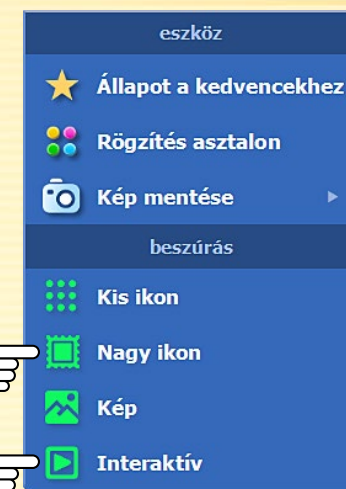 eszköz
Állapot a kedvencekhez
Rögzítés asztalon
Kép mentése
beszúrás
Kis ikon
Nagy ikon
Kép
Interaktív